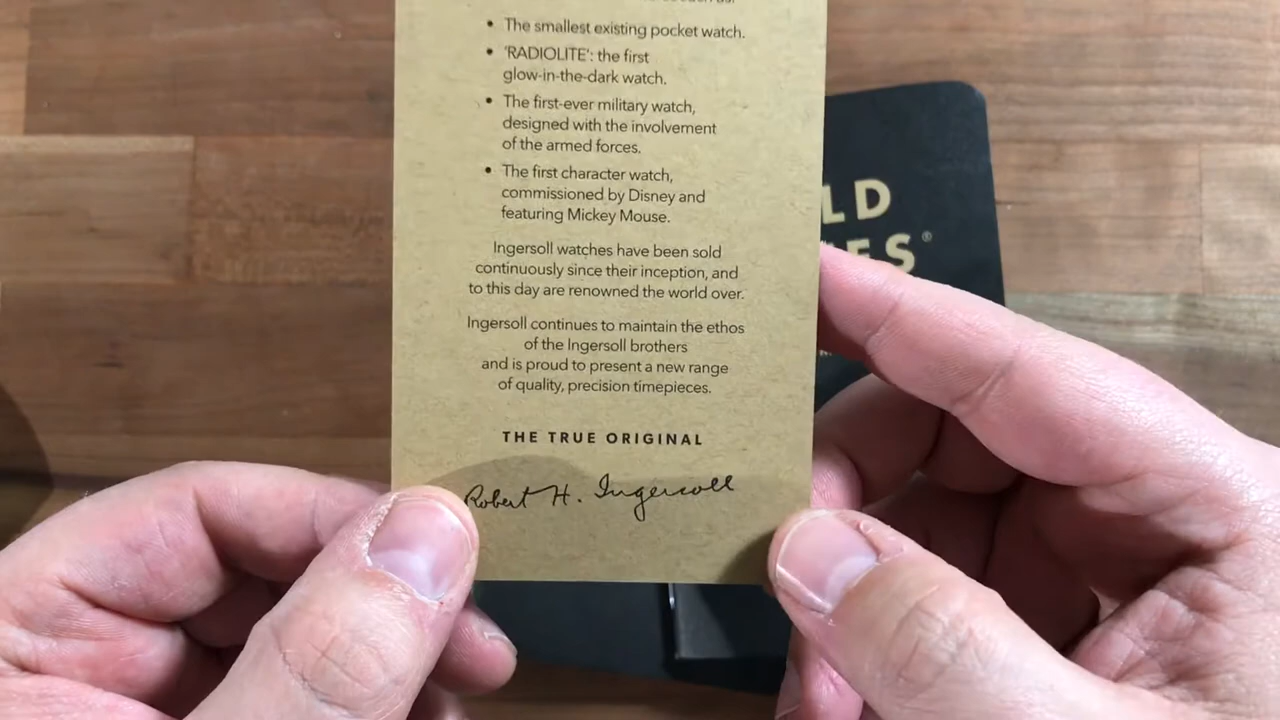 • The smallest existing pocket watch.
• 'RADIOLITE': the first
glow-in-the-dark watch.
• The first-ever military watch,
designed with the involvement
of the armed forces.
• The first character watch,
commissioned by Disney and
featuring Mickey Mouse.
Ingersoll watches have been sold
continuously since their inception, and
to this day are renowned the world over.
Ingersoll continues to maintain the ethos
of the Ingersoll brothers
and is proud to present a new range
of quality, precision timepieces.
THE TRUE ORIGINAL
Robert H. Ingersoll
LD
ES®